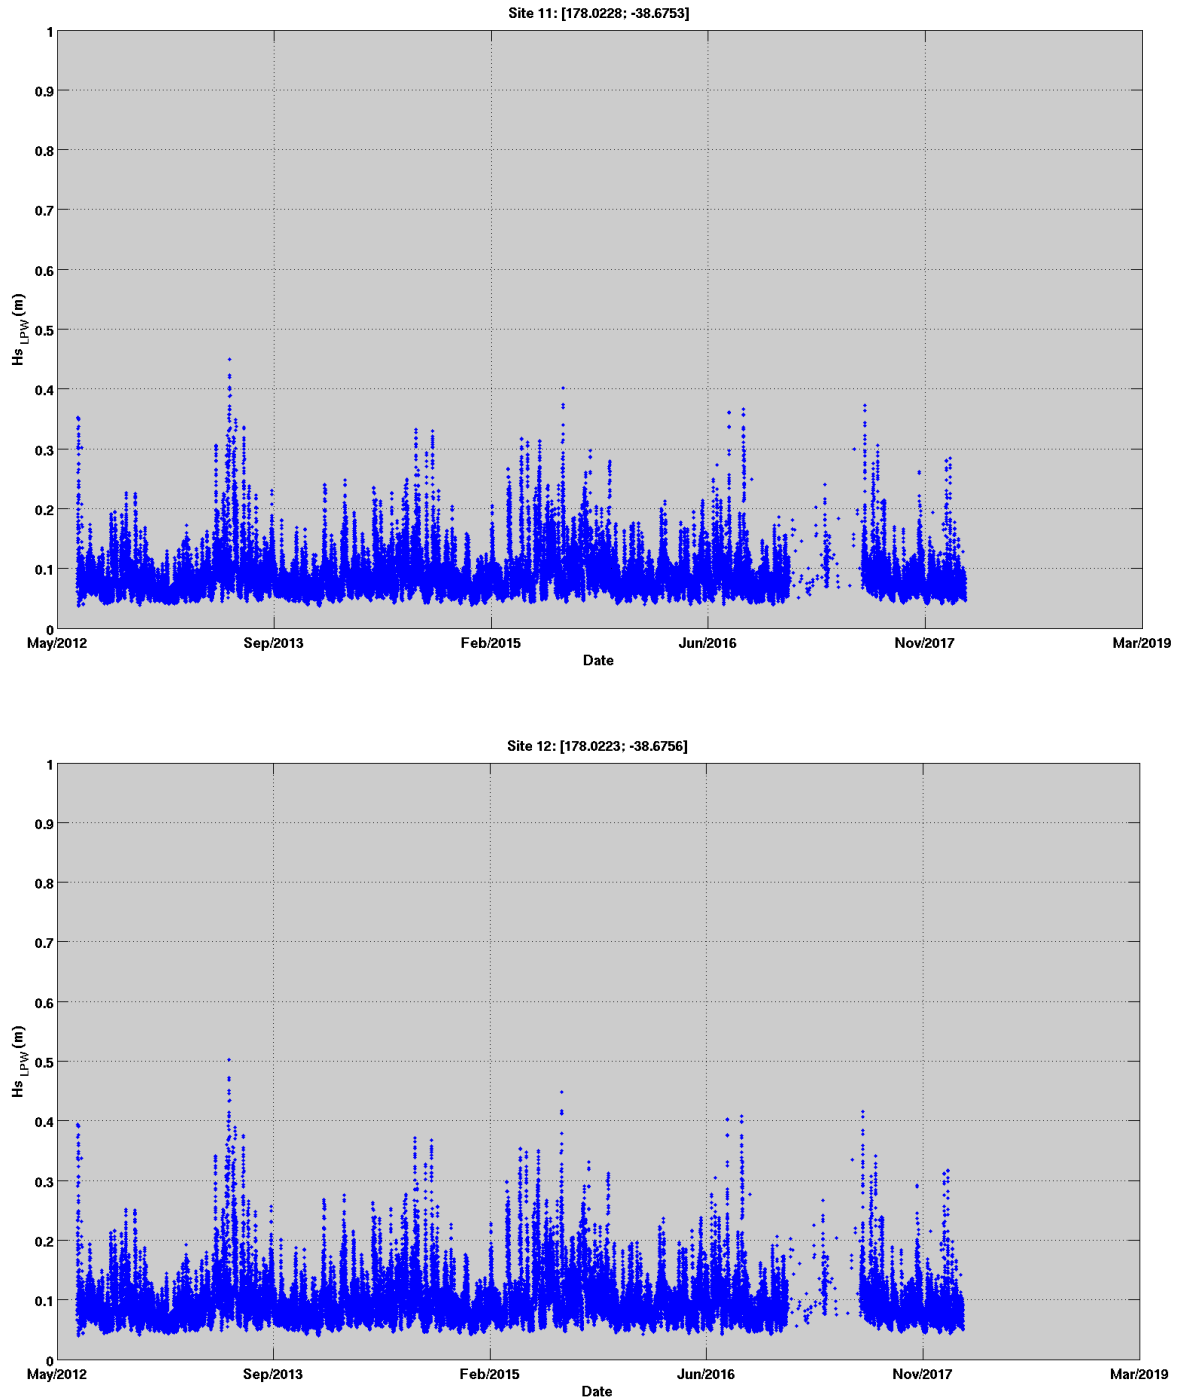 Site 11: [178.0228; -38.6753]
1
0.9
0.8
0.7
0.6
0.5
0.4
0.3
0.2
0.1
0
Hs LPW (m)
May/2012 Sep/2013 Feb/2015 Jun/2016 Nov/2017 Mar/2019
Date
Site 12: [178.0223; -38.6756]
1
0.9
0.8
0.7
0.6
0.5
0.4
0.3
0.2
0.1
0
Hs LPW (m)
May/2012 Sep/2013 Feb/2015 Jun/2016 Nov/2017 Mar/2019
Date